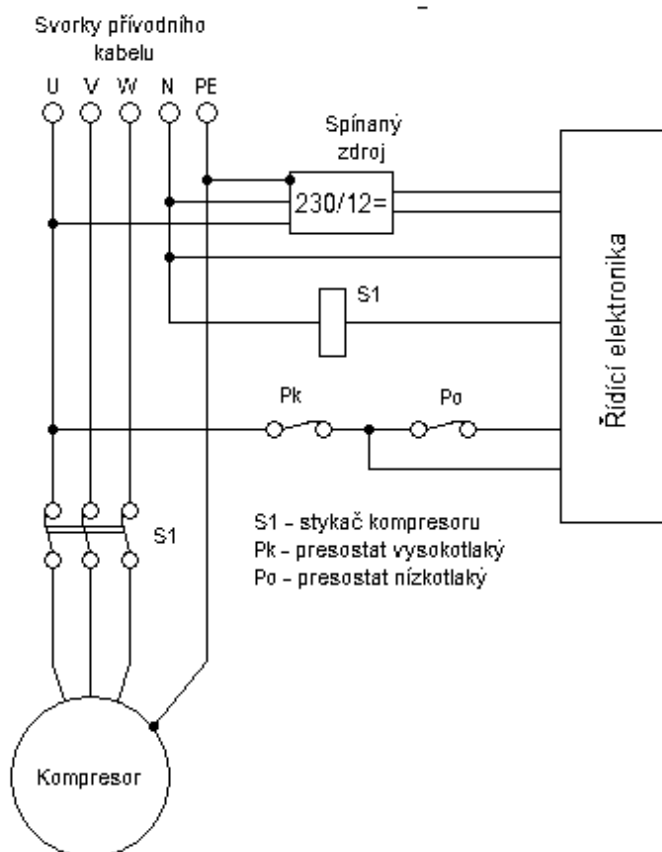 Svorky přívodního
kabelu
U V W N PE
Spínaný
zdroj
230/12=
S1
Řídící elektronika
Pk Po
S1
S1 - stykač kompresoru
Pk - presostat vysokotlaký
Po - presostat nízkotlaký
Kompresor